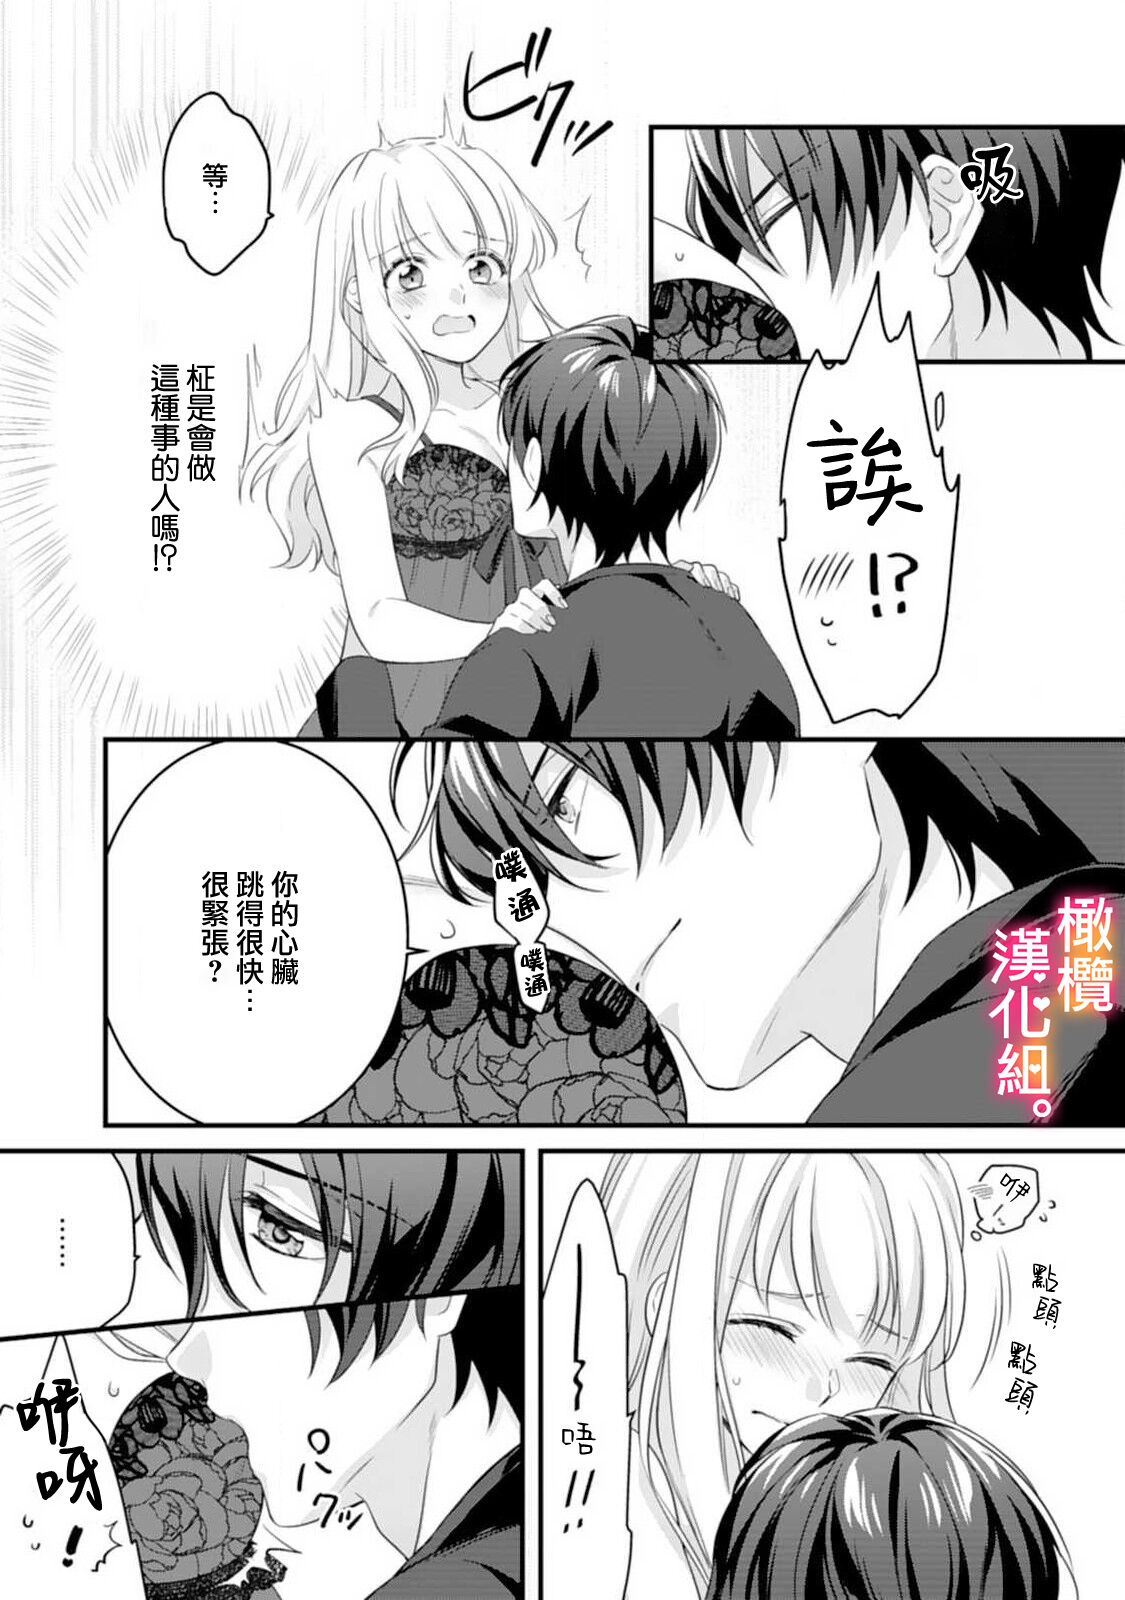 吸
誒!?
ビクッ
等…
柾是會做
這種事的人嗎!?
噗通
噗通
你的心臟
跳得很快…
很緊張?
橄欖
漢化組。
咿
點頭
點頭
唔!!
……
パクッ
咿呀!